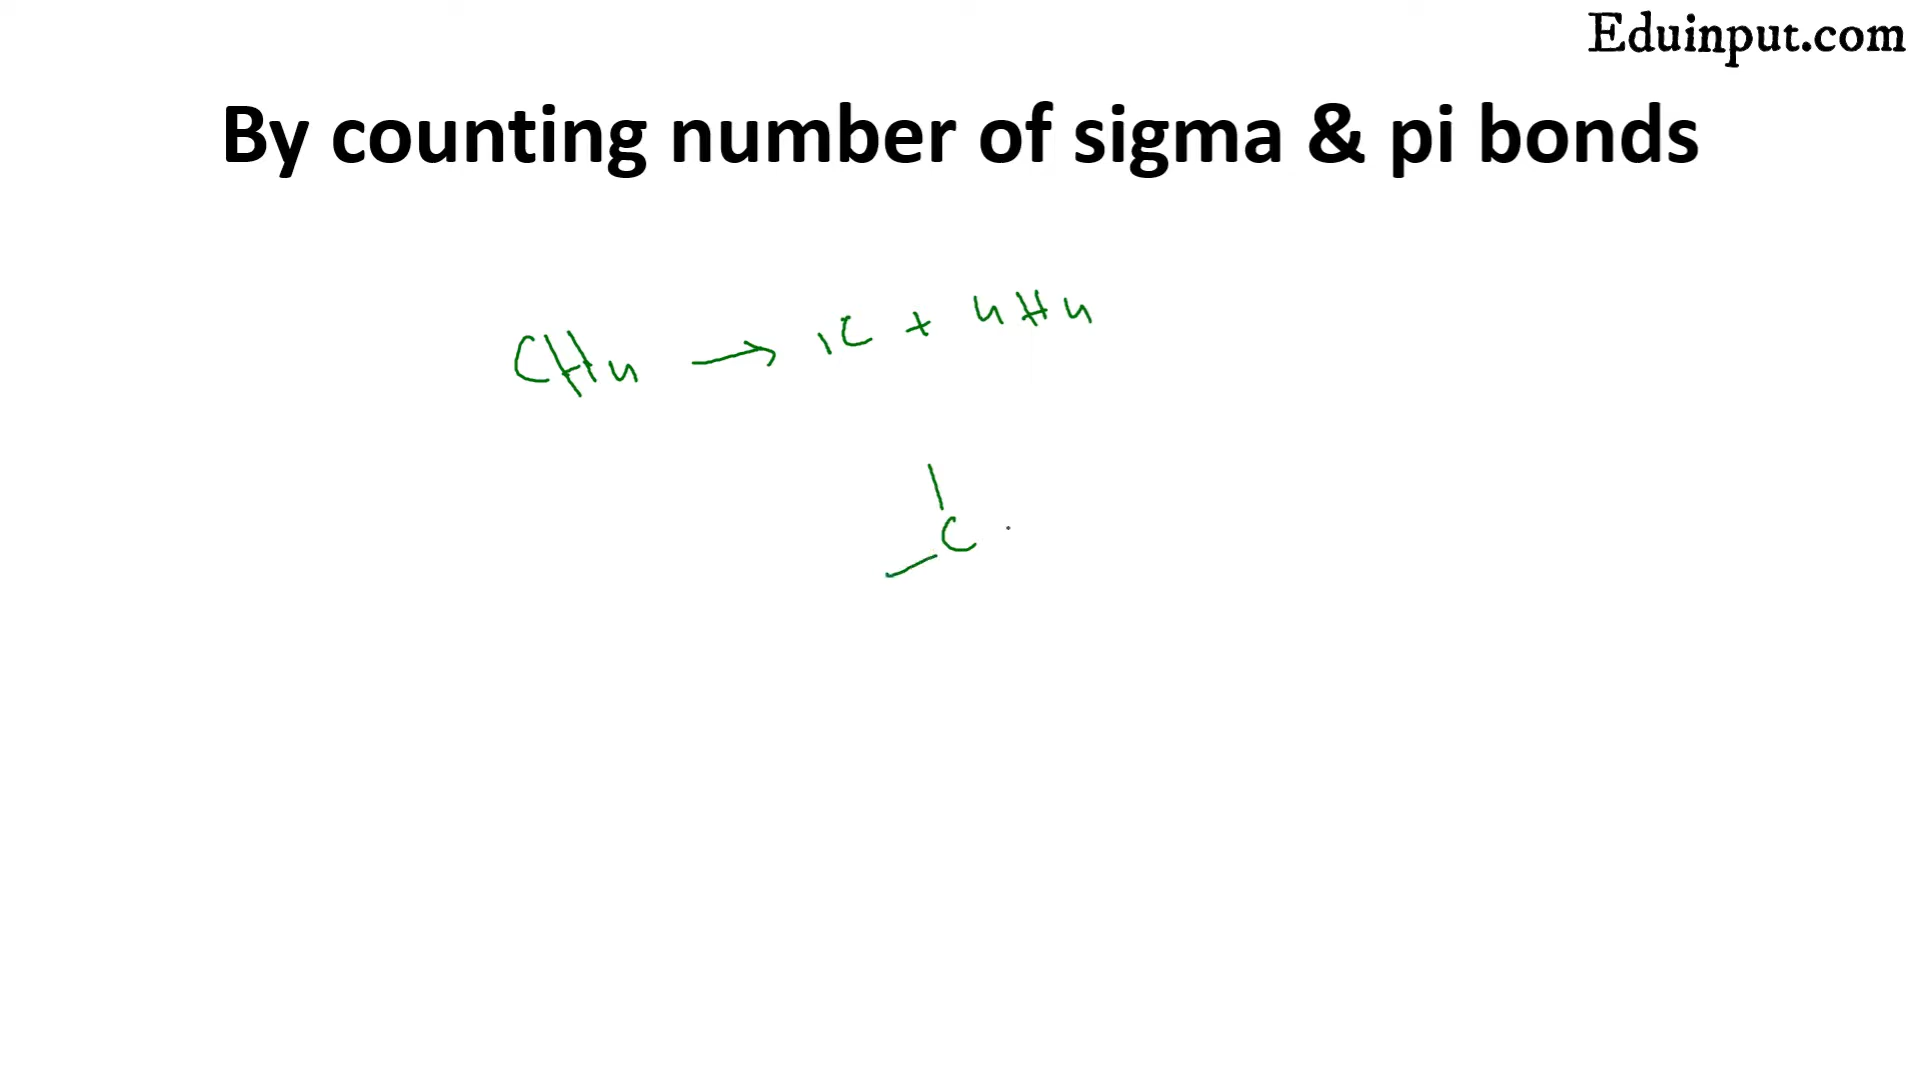 Eduinput.com
By counting number of sigma & pi bonds
CH4 → 1C + 4H4
C